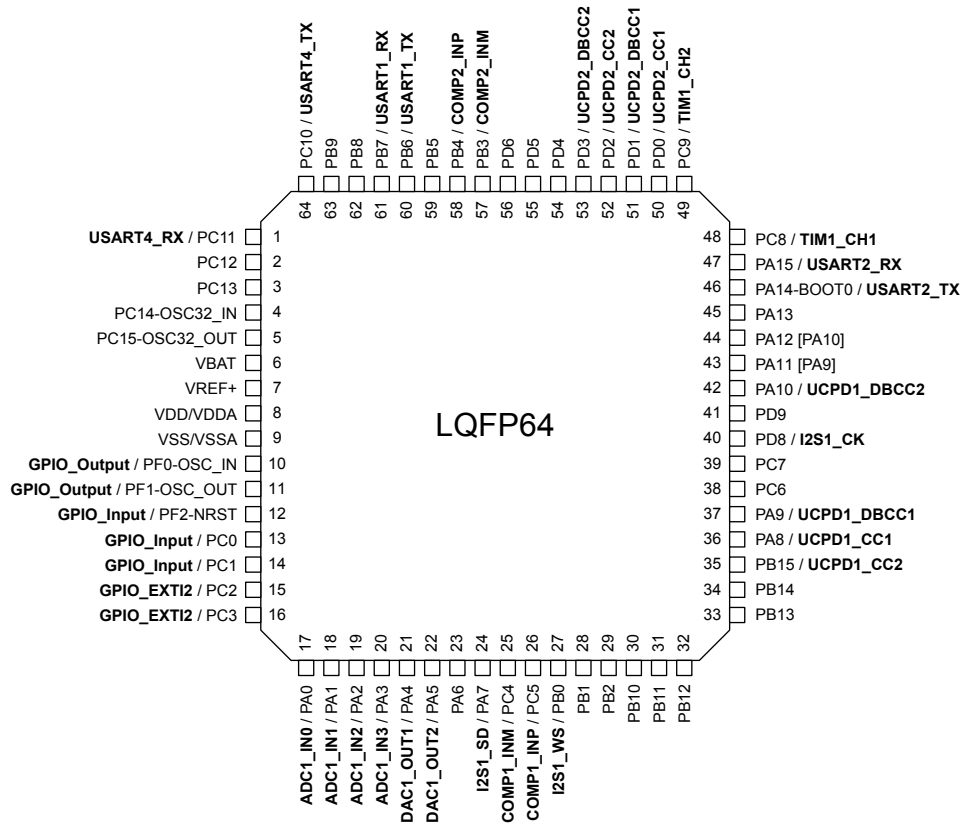 PC10 / USART4_TX
PB9
PB8
PB7 / USART1_RX
PB6 / USART1_TX
PB5
PB4 / COMP2_INP
PB3 / COMP2_INM
PD6
PD5
PD4
PD3 / UCPD2_DBCC2
PD2 / UCPD2_CC2
PD1 / UCPD2_DBCC1
PD0 / UCPD2_CC1
PC9 / TIM1_CH2
64
63
62
61
60
59
58
57
56
55
54
53
52
51
50
49
USART4_RX / PC11 1
PC12 2
PC13 3
PC14-OSC32_IN 4
PC15-OSC32_OUT 5
VBAT 6
VREF+ 7
VDD/VDDA 8
VSS/VSSA 9
GPIO_Output / PF0-OSC_IN 10
GPIO_Output / PF1-OSC_OUT 11
GPIO_Input / PF2-NRST 12
GPIO_Input / PC0 13
GPIO_Input / PC1 14
GPIO_EXTI2 / PC2 15
GPIO_EXTI2 / PC3 16
LQFP64
48 PC8 / TIM1_CH1
47 PA15 / USART2_RX
46 PA14-BOOT0 / USART2_TX
45 PA13
44 PA12 [PA10]
43 PA11 [PA9]
42 PA10 / UCPD1_DBCC2
41 PD9
40 PD8 / I2S1_CK
39 PC7
38 PC6
37 PA9 / UCPD1_DBCC1
36 PA8 / UCPD1_CC1
35 PB15 / UCPD1_CC2
34 PB14
33 PB13
17
18
19
20
21
22
23
24
25
26
27
28
29
30
31
32
ADC1_IN0 / PA0
ADC1_IN1 / PA1
ADC1_IN2 / PA2
ADC1_IN3 / PA3
DAC1_OUT1 / PA4
DAC1_OUT2 / PA5
PA6
I2S1_SD / PA7
COMP1_INM / PC4
COMP1_INP / PC5
I2S1_WS / PB0
PB1
PB2
PB10
PB11
PB12